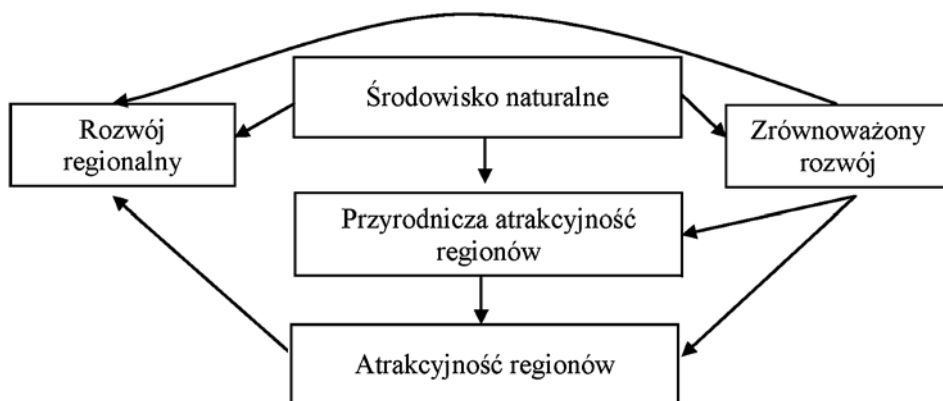 Środowisko naturalne
Rozwój
regionalny
Zrównoważony
rozwój
Przyrodnicza atrakcyjność
regionów
Atrakcyjność regionów